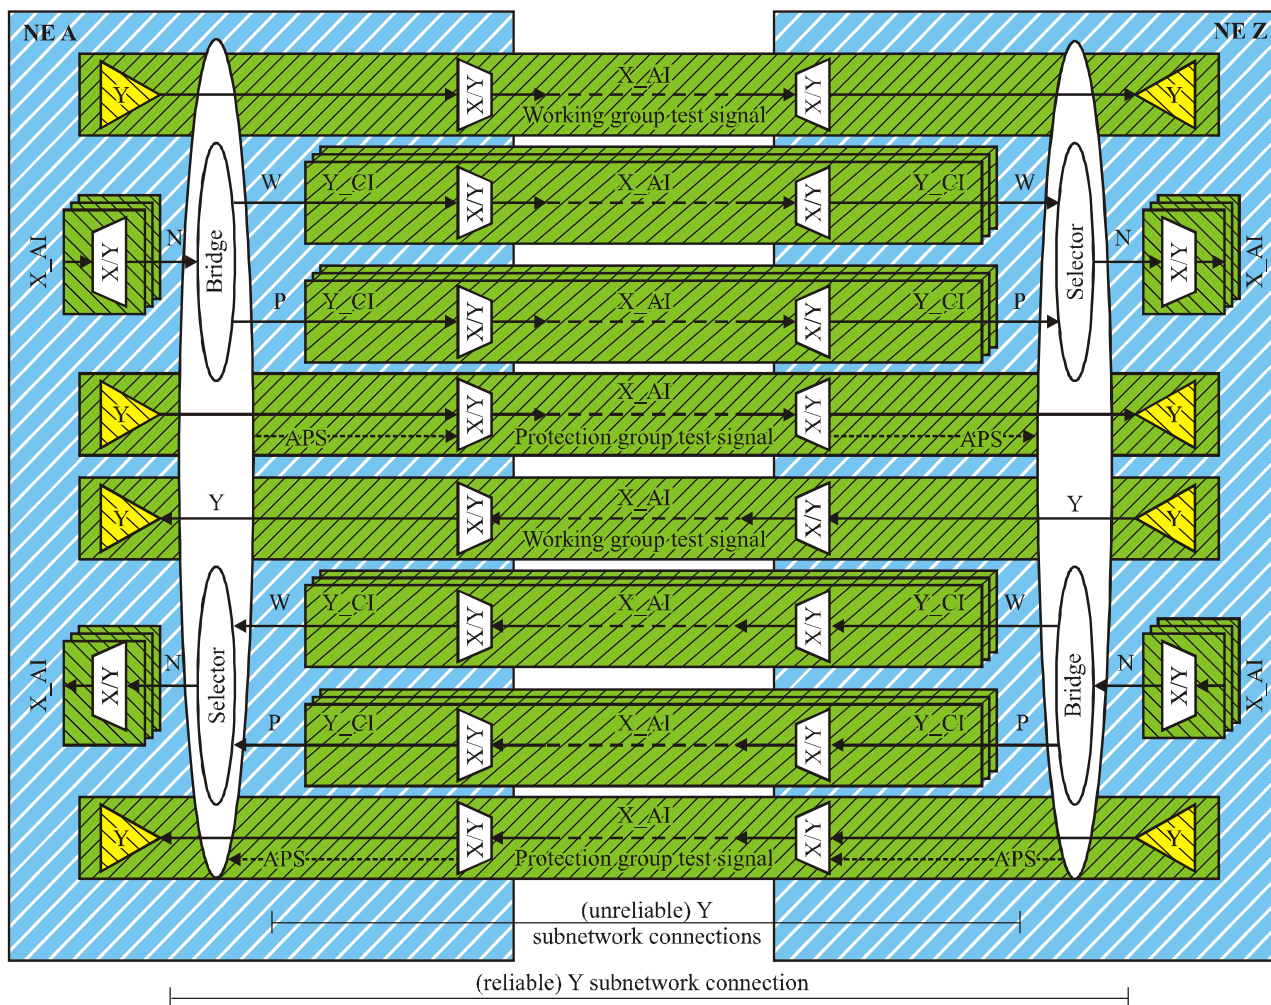 NE A
NE Z
Y
X/Y
X_AI
Working group test signal
X/Y
Y
W
Y_CI
X/Y
X_AI
X/Y
Y_CI
W
X_AI
X/Y
N
Bridge
Selector
N
X/Y
X_AI
P
Y_CI
X/Y
X_AI
X/Y
Y_CI
P
Y
X/Y
X_AI
X/Y
Y
APS
Protection group test signal
APS
Y
Y
X/Y
X_AI
Working group test signal
X/Y
Y
Y
W
Y_CI
X/Y
X_AI
X/Y
Y_CI
W
X_AI
X/Y
N
Selector
Bridge
N
X/Y
X_AI
P
Y_CI
X/Y
X_AI
X/Y
Y_CI
P
Y
X/Y
X_AI
X/Y
Y
APS
Protection group test signal
APS
(unreliable) Y
subnetwork connections
(reliable) Y subnetwork connection